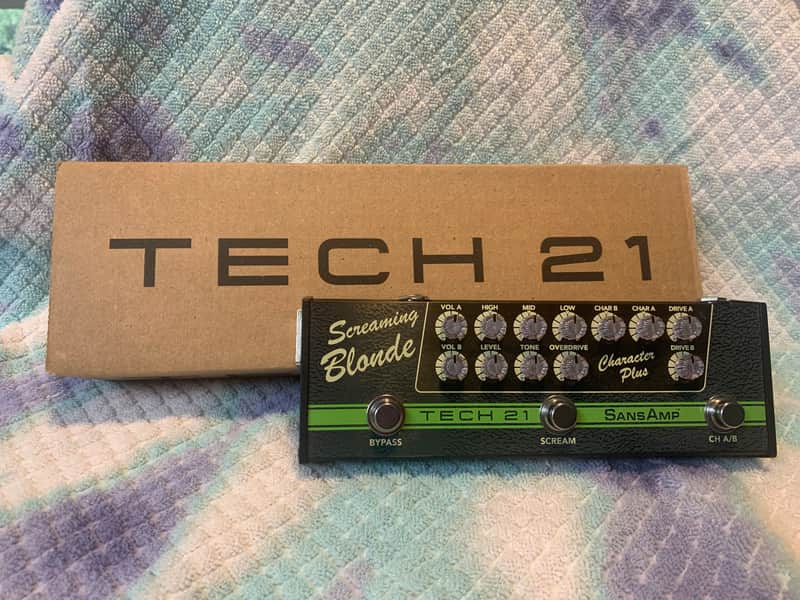 TECH 21
Screaming
Blonde
VOL A HIGH MID LOW CHAR B CHAR A DRIVE A
VOL B LEVEL TONE OVERDRIVE DRIVE B
Character
Plus
TECH 21 SANSAMP™
BYPASS SCREAM CH A/B